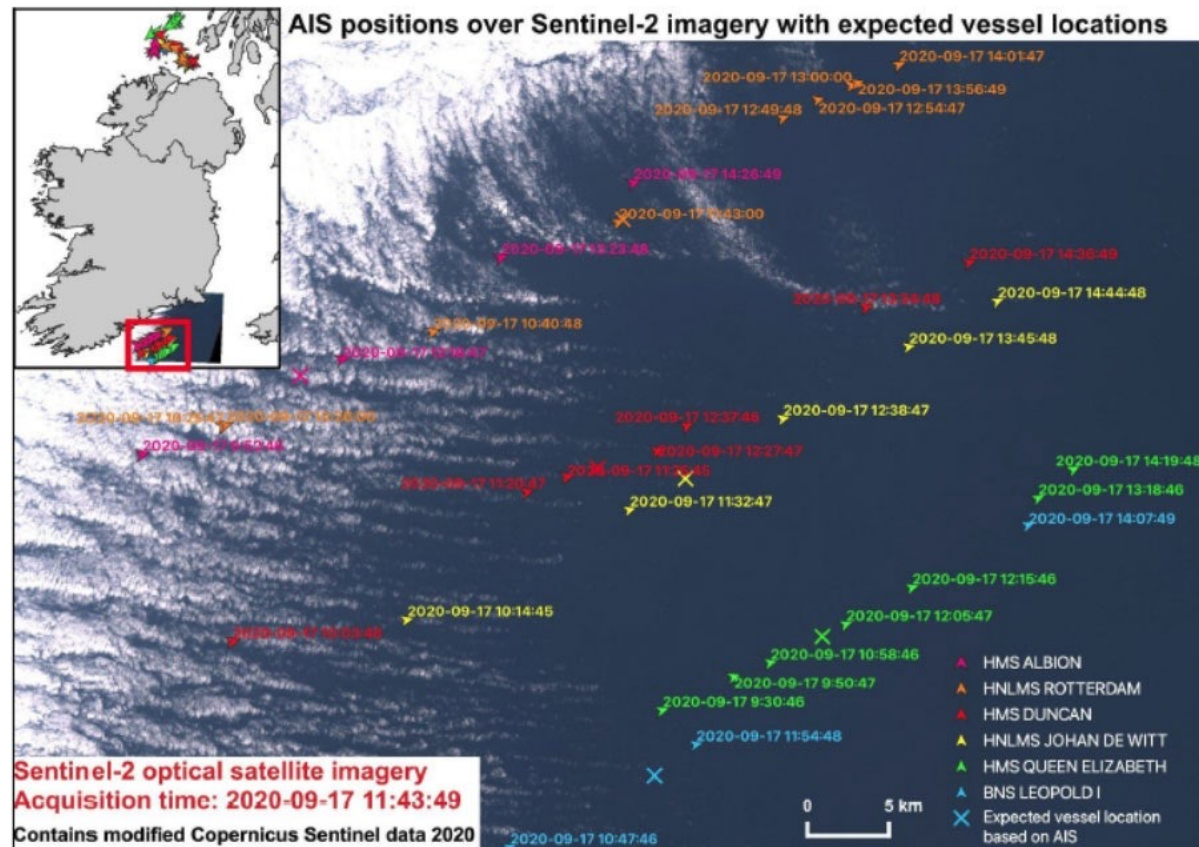 AIS positions over Sentinel-2 imagery with expected vessel locations
2020-09-17 14:01:47
2020-09-17 13:00:00
2020-09-17 13:56:49
2020-09-17 12:49:48
2020-09-17 12:54:47
2020-09-17 14:26:49
2020-09-17 11:43:00
2020-09-17 14:36:49
2020-09-17 14:44:48
2020-09-17 10:40:48
2020-09-17 13:45:48
2020-09-17 12:38:47
2020-09-17 12:37:46
2020-09-17 12:27:47
2020-09-17 14:19:48
2020-09-17 11:20:47
2020-09-17 13:18:46
2020-09-17 11:32:47
2020-09-17 14:07:49
2020-09-17 12:15:46
2020-09-17 10:14:45
2020-09-17 12:05:47
2020-09-17 10:58:46
HMS ALBION
2020-09-17 9:50:47
HNLMS ROTTERDAM
2020-09-17 9:30:46
HMS DUNCAN
2020-09-17 11:54:48
HNLMS JOHAN DE WITT
HMS QUEEN ELIZABETH
BNS LEOPOLD I
Expected vessel location
based on AIS
0 5 km
Sentinel-2 optical satellite imagery
Acquisition time: 2020-09-17 11:43:49
Contains modified Copernicus Sentinel data 2020
2020-09-17 10:47:46